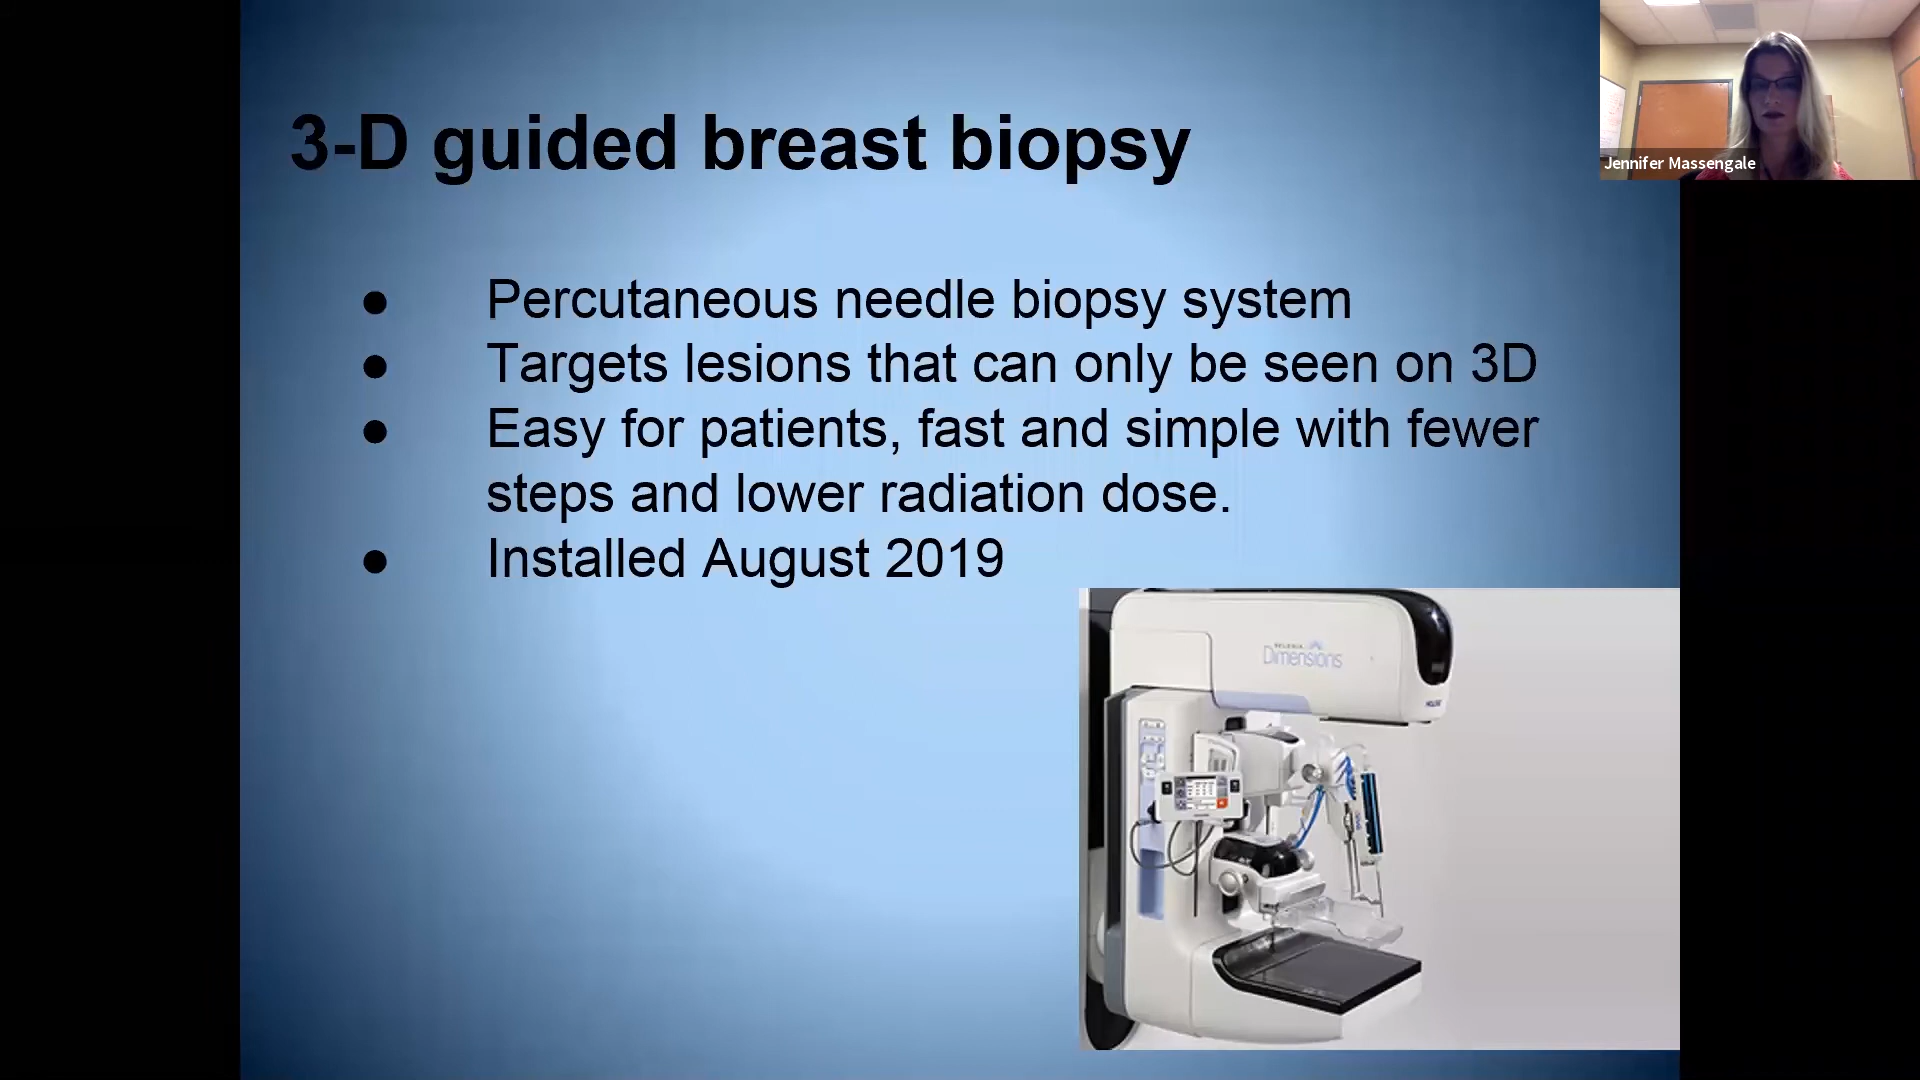 3-D guided breast biopsy
Jennifer Massengale
● Percutaneous needle biopsy system
● Targets lesions that can only be seen on 3D
● Easy for patients, fast and simple with fewer
steps and lower radiation dose.
● Installed August 2019
SELENIA
Dimensions